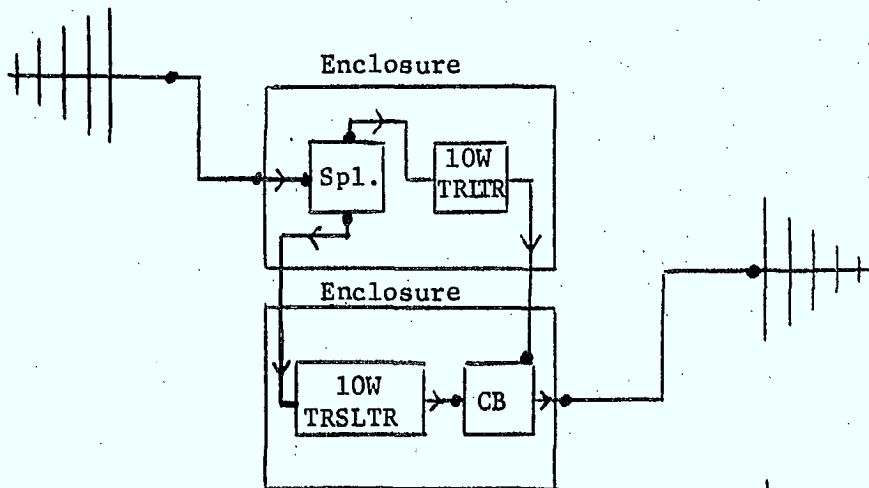 Enclosure
Spl.
10W
TRLTR
Enclosure
10W
TRSLTR
CB